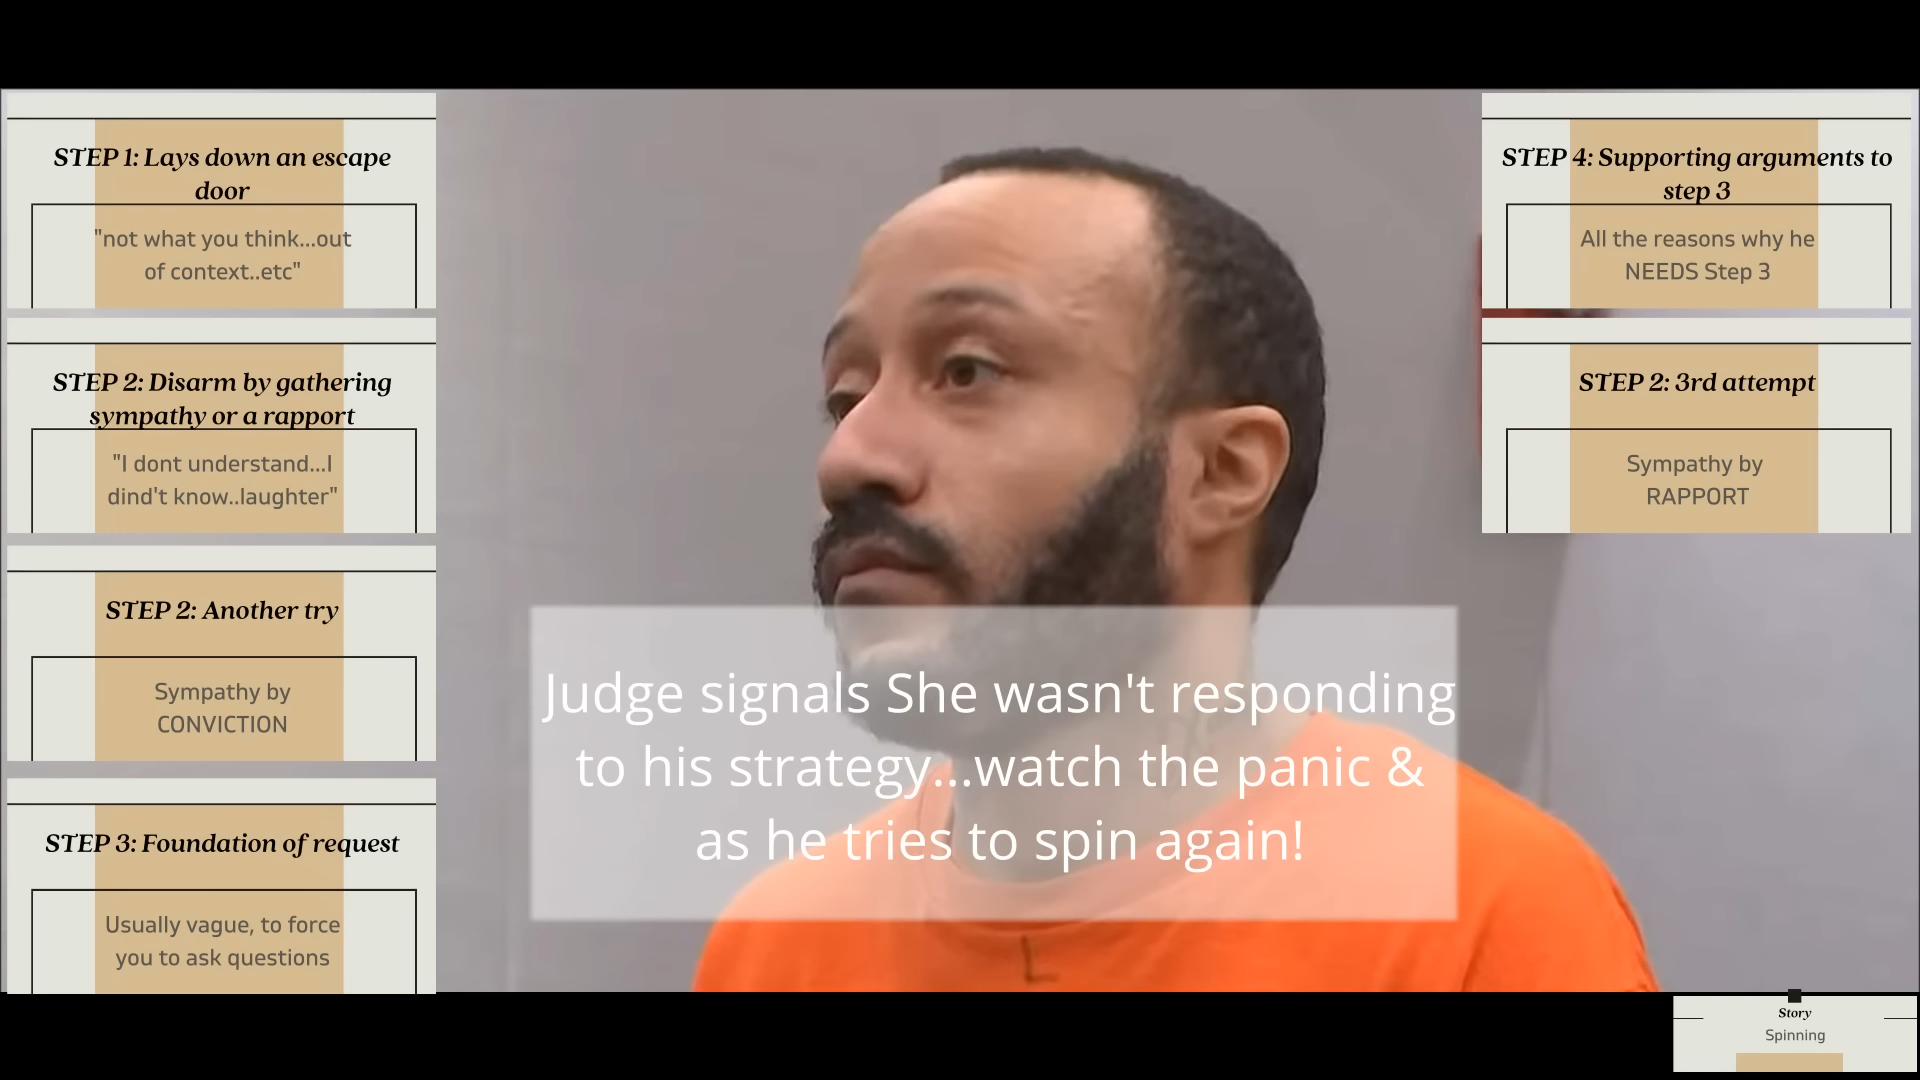 STEP 1: Lays down an escape
door
"not what you think...out
of context..etc"
STEP 2: Disarm by gathering
sympathy or a rapport
"I dont understand...I
dind't know..laughter"
STEP 2: Another try
Sympathy by
CONVICTION
STEP 3: Foundation of request
Usually vague, to force
you to ask questions
Judge signals She wasn't responding
to his strategy...watch the panic &
as he tries to spin again!
L
STEP 4: Supporting arguments to
step 3
All the reasons why he
NEEDS Step 3
STEP 2: 3rd attempt
Sympathy by
RAPPORT
Story
Spinning